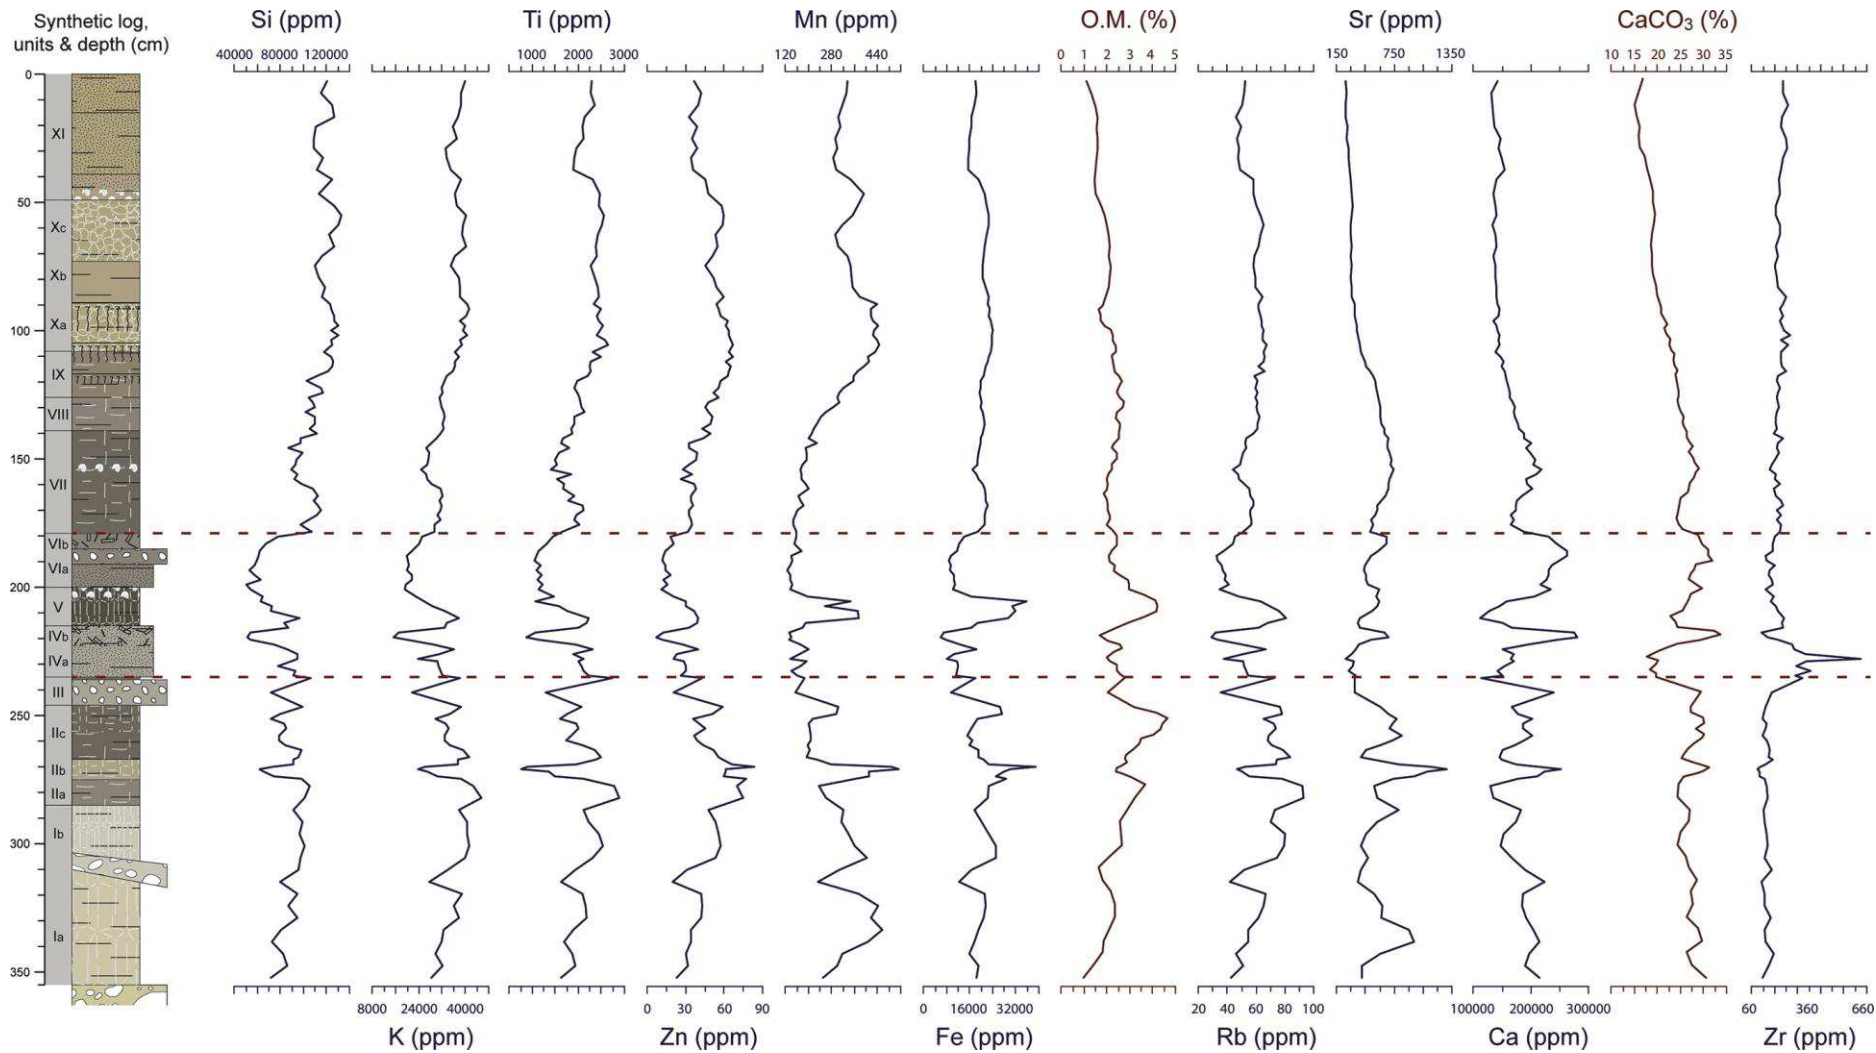 Synthetic log,
units & depth (cm)
Si (ppm) Ti (ppm) Mn (ppm) O.M. (%) Sr (ppm) CaCO₃ (%)
40000 80000 120000 1000 2000 3000 120 280 440 0 1 2 3 4 5 150 750 1350 10 15 20 25 30 35
0
XI
50
Xc
Xb
Xa
100
IX
VIII
150
VII
VIb
VIa
200
V
IVb
IVa
III
250
IIc
IIb
IIa
Ib
300
Ia
350
8000 24000 40000 0 30 60 90 0 16000 32000 20 40 60 80 100 100000 200000 300000 60 360 660
K (ppm) Zn (ppm) Fe (ppm) Rb (ppm) Ca (ppm) Zr (ppm)